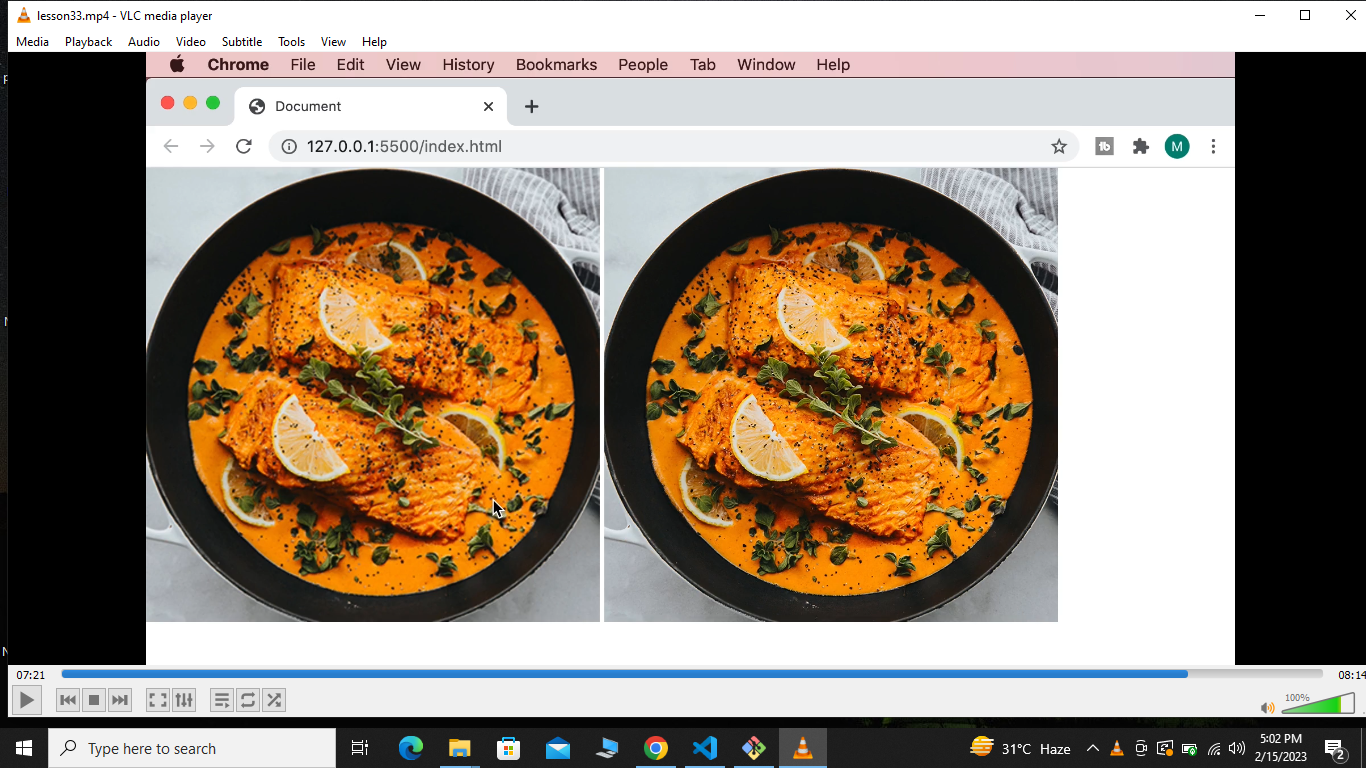 lesson33.mp4 - VLC media player
Media Playback Audio Video Subtitle Tools View Help
Chrome File Edit View History Bookmarks People Tab Window Help
Document
127.0.0.1:5500/index.html
M
07:21
08:14
100%
Type here to search
31°C Haze
5:02 PM
2/15/2023
2